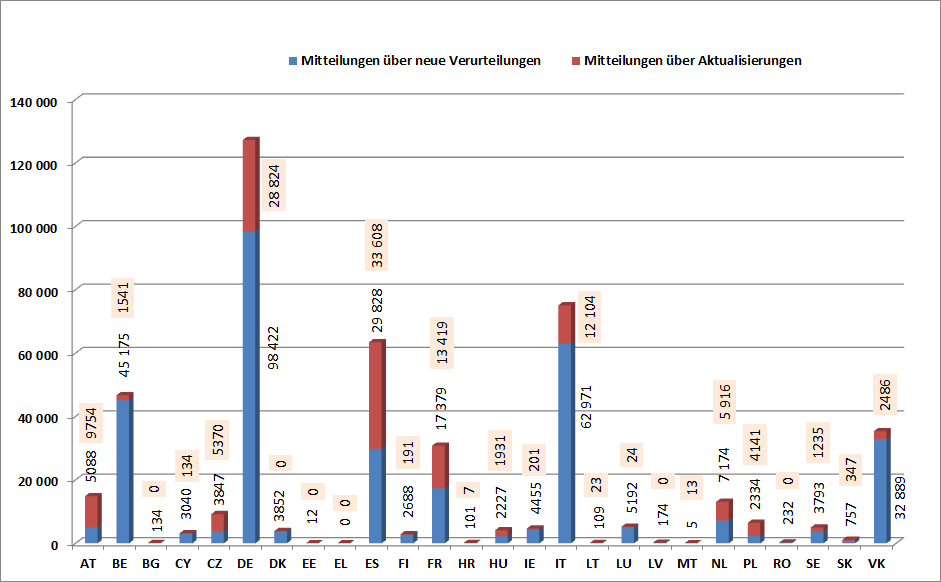 Mitteilungen über neue Verurteilungen
Mitteilungen über Aktualisierungen
140 000
120 000
100 000
80 000
60 000
40 000
20 000
0
5088 9754
45 175 1541
134 0
3040 134
3847 5370
98 422 28 824
3852 0
12 0
0 0
29 828 33 608
2688 191
17 379 13 419
101 7
2227 1931
4455 201
62 971 12 104
109 23
5192 24
174 0
5 13
7 174 5 916
2334 4141
232 0
3793 1235
757 347
32 889 2486
AT BE BG CY CZ DE DK EE EL ES FI FR HR HU IE IT LT LU LV MT NL PL RO SE SK VK